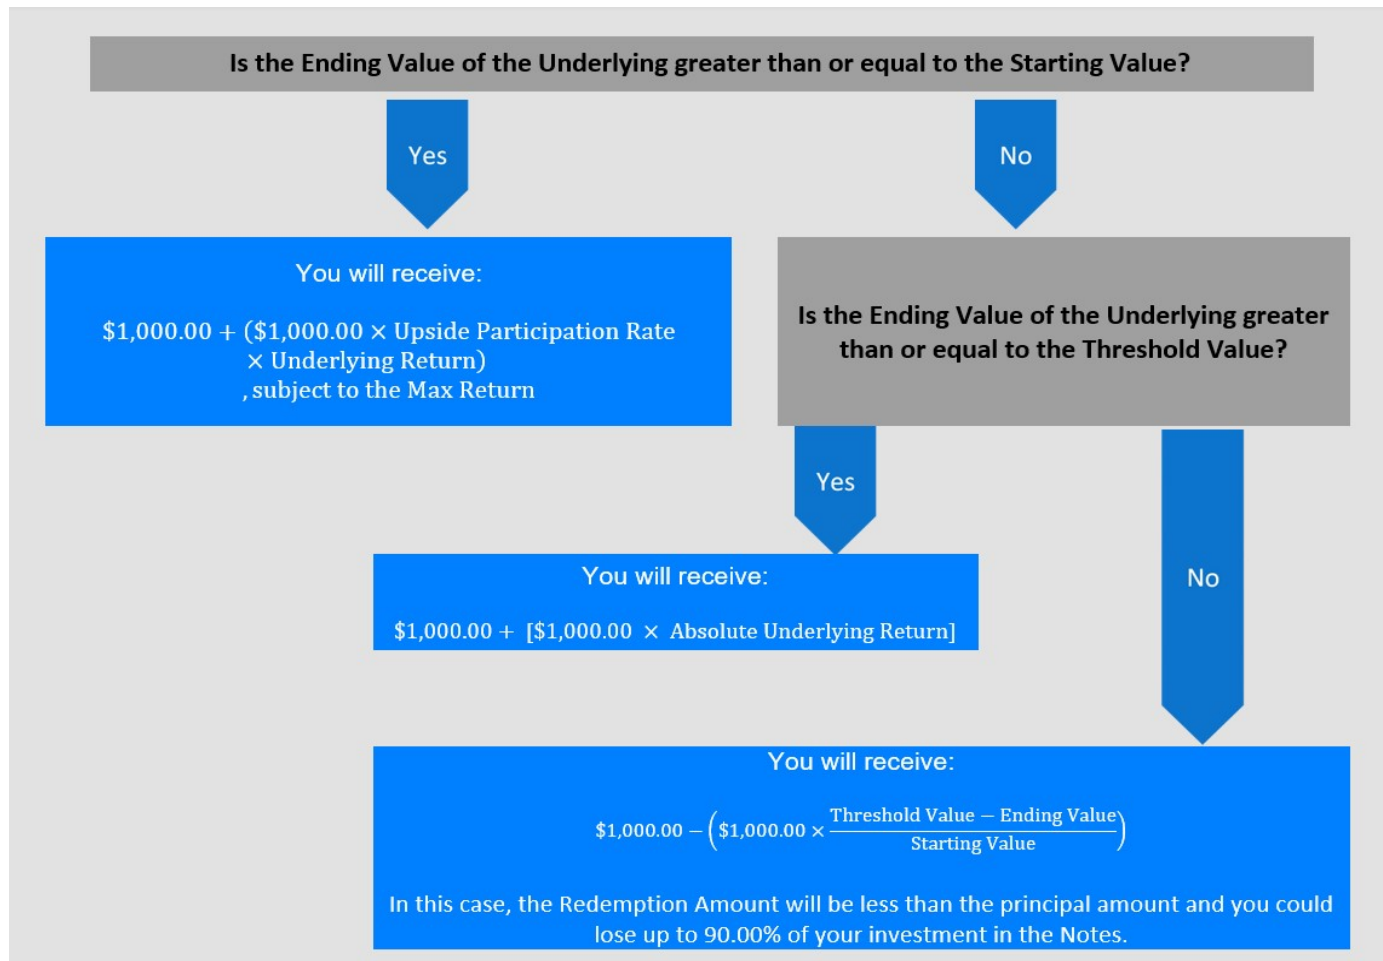 Is the Ending Value of the Underlying greater than or equal to the Starting Value?
Yes
No
You will receive:
$1,000.00 + ($1,000.00 × Upside Participation Rate
× Underlying Return)
, subject to the Max Return
Is the Ending Value of the Underlying greater
than or equal to the Threshold Value?
Yes
No
You will receive:
$1,000.00 + [$1,000.00 × Absolute Underlying Return]
You will receive:
$1,000.00 − ($1,000.00 × (Threshold Value − Ending Value)/(Starting Value))
In this case, the Redemption Amount will be less than the principal amount and you could
lose up to 90.00% of your investment in the Notes.